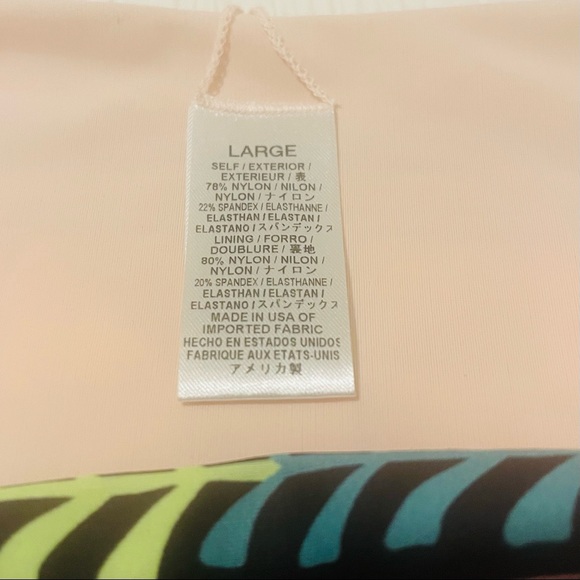 LARGE
SELF / EXTERIOR /
EXTERIEUR / 表
78% NYLON / NILON /
NYLON / ナイロン
22% SPANDEX / ELASTHANNE /
ELASTHAN / ELASTAN /
ELASTANO / スパンデックス
LINING / FORRO /
DOUBLURE / 裏地
80% NYLON / NILON /
NYLON / ナイロン
20% SPANDEX / ELASTHANNE /
ELASTHAN / ELASTAN /
ELASTANO / スパンデックス
MADE IN USA OF
IMPORTED FABRIC
HECHO EN ESTADOS UNIDOS
FABRIQUE AUX ETATS-UNIS
アメリカ製